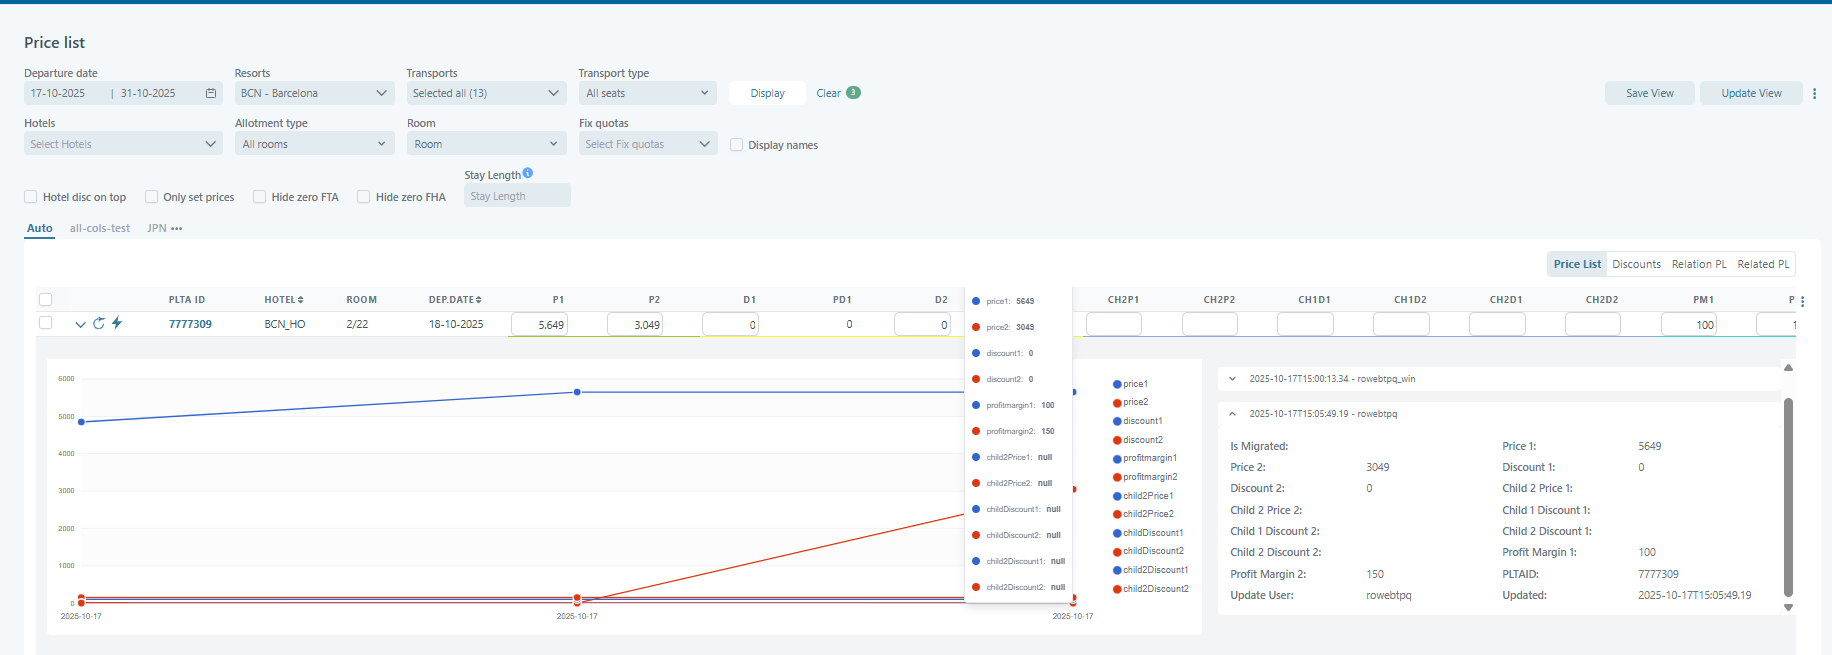 Price list
Departure date Resorts Transports Transport type
17-10-2025 | 31-10-2025 BCN - Barcelona Selected all (13) All seats Display Clear 3 Save View Update View
Hotels Allotment type Room Fix quotas
Select Hotels All rooms Room Select Fix quotas Display names
Stay Length i
Hotel disc on top Only set prices Hide zero FTA Hide zero FHA Stay Length
Auto all-cols-test JPN •••
Price List Discounts Relation PL Related PL
PLTA ID HOTEL ROOM DEP.DATE P1 P2 D1 PD1 D2 CH2P1 CH2P2 CH1D1 CH1D2 CH2D1 CH2D2 PM1 P
7777309 BCN_HO 2/22 18-10-2025 5.649 3.049 0 0 0 100 1
price1: 5649
price2: 3049
discount1: 0
discount2: 0
profitmargin1: 100
profitmargin2: 150
child2Price1: null
child2Price2: null
childDiscount1: null
childDiscount2: null
child2Discount1: null
child2Discount2: null
6000
5000
4000
3000
2000
1000
0
2025-10-17 2025-10-17 2025-10-17
price1
price2
discount1
discount2
profitmargin1
profitmargin2
child2Price1
child2Price2
childDiscount1
childDiscount2
child2Discount1
child2Discount2
2025-10-17T15:00:13.34 - rowebtpq_win
2025-10-17T15:05:49.19 - rowebtpq
Is Migrated: Price 1: 5649
Price 2: 3049 Discount 1: 0
Discount 2: 0 Child 2 Price 1:
Child 2 Price 2: Child 1 Discount 1:
Child 1 Discount 2: Child 2 Discount 1:
Child 2 Discount 2: Profit Margin 1: 100
Profit Margin 2: 150 PLTAID: 7777309
Update User: rowebtpq Updated: 2025-10-17T15:05:49.19